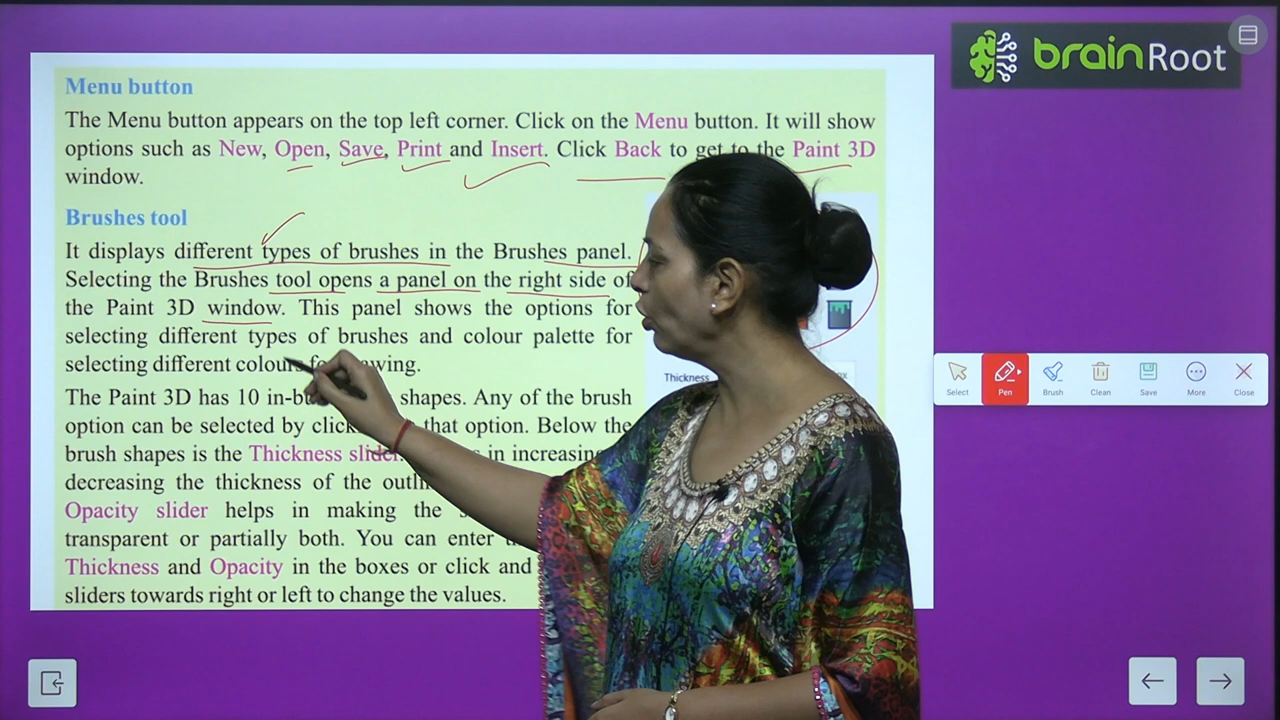 brainRoot
Menu button
The Menu button appears on the top left corner. Click on the Menu button. It will show
options such as New, Open, Save, Print and Insert. Click Back to get to the Paint 3D
window.
Brushes tool
It displays different types of brushes in the Brushes panel.
Selecting the Brushes tool opens a panel on the right side of
the Paint 3D window. This panel shows the options for
selecting different types of brushes and colour palette for
selecting different colours for drawing.
Thickness
The Paint 3D has 10 in-built shapes. Any of the brush
option can be selected by that option. Below the
brush shapes is the Thickness slider. in increasing
decreasing the thickness of the
Opacity slider helps in making the
transparent or partially both. You can enter
Thickness and Opacity in the boxes or click and
sliders towards right or left to change the values.
Select
Pen
Brush
Clean
Save
More
Close